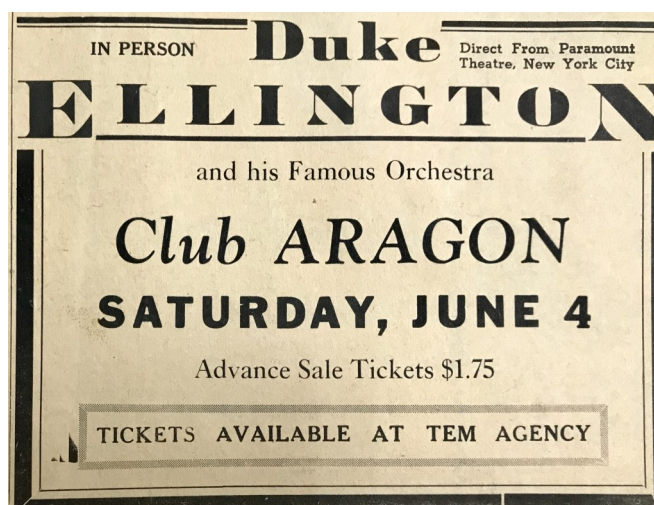 IN PERSON
Duke
Direct From Paramount
Theatre, New York City
ELLINGTON
and his Famous Orchestra
Club ARAGON
SATURDAY, JUNE 4
Advance Sale Tickets $1.75
TICKETS AVAILABLE AT TEM AGENCY